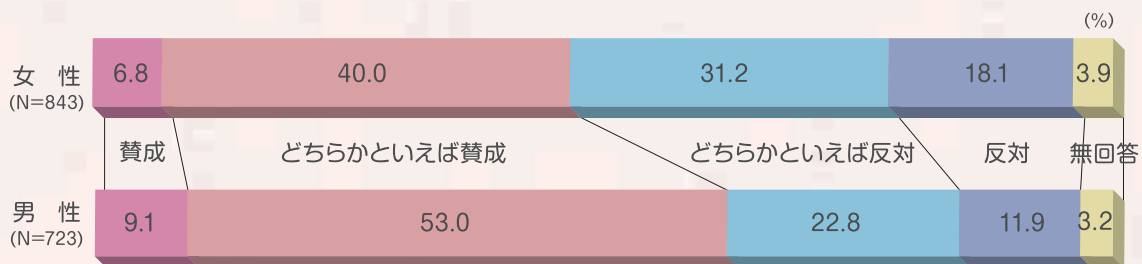 (%)
女 性
(N=843)
6.8 40.0 31.2 18.1 3.9
賛成 どちらかといえば賛成 どちらかといえば反対 反対 無回答
男 性
(N=723)
9.1 53.0 22.8 11.9 3.2